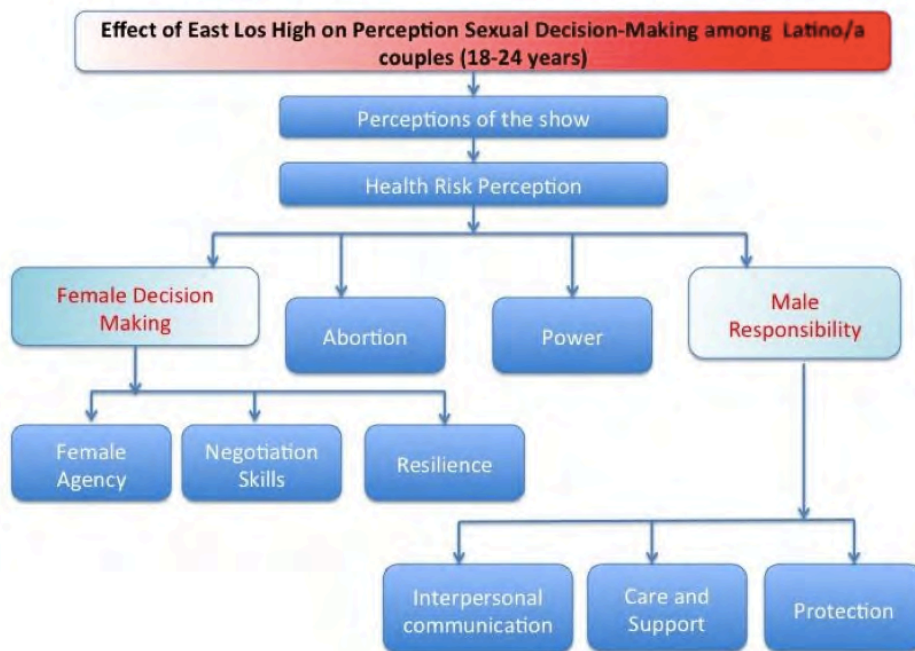 Effect of East Los High on Perception Sexual Decision-Making among Latino/a
couples (18-24 years)
Perceptions of the show
Health Risk Perception
Female Decision
Making
Abortion
Power
Male
Responsibility
Female
Agency
Negotiation
Skills
Resilience
Interpersonal
communication
Care and
Support
Protection